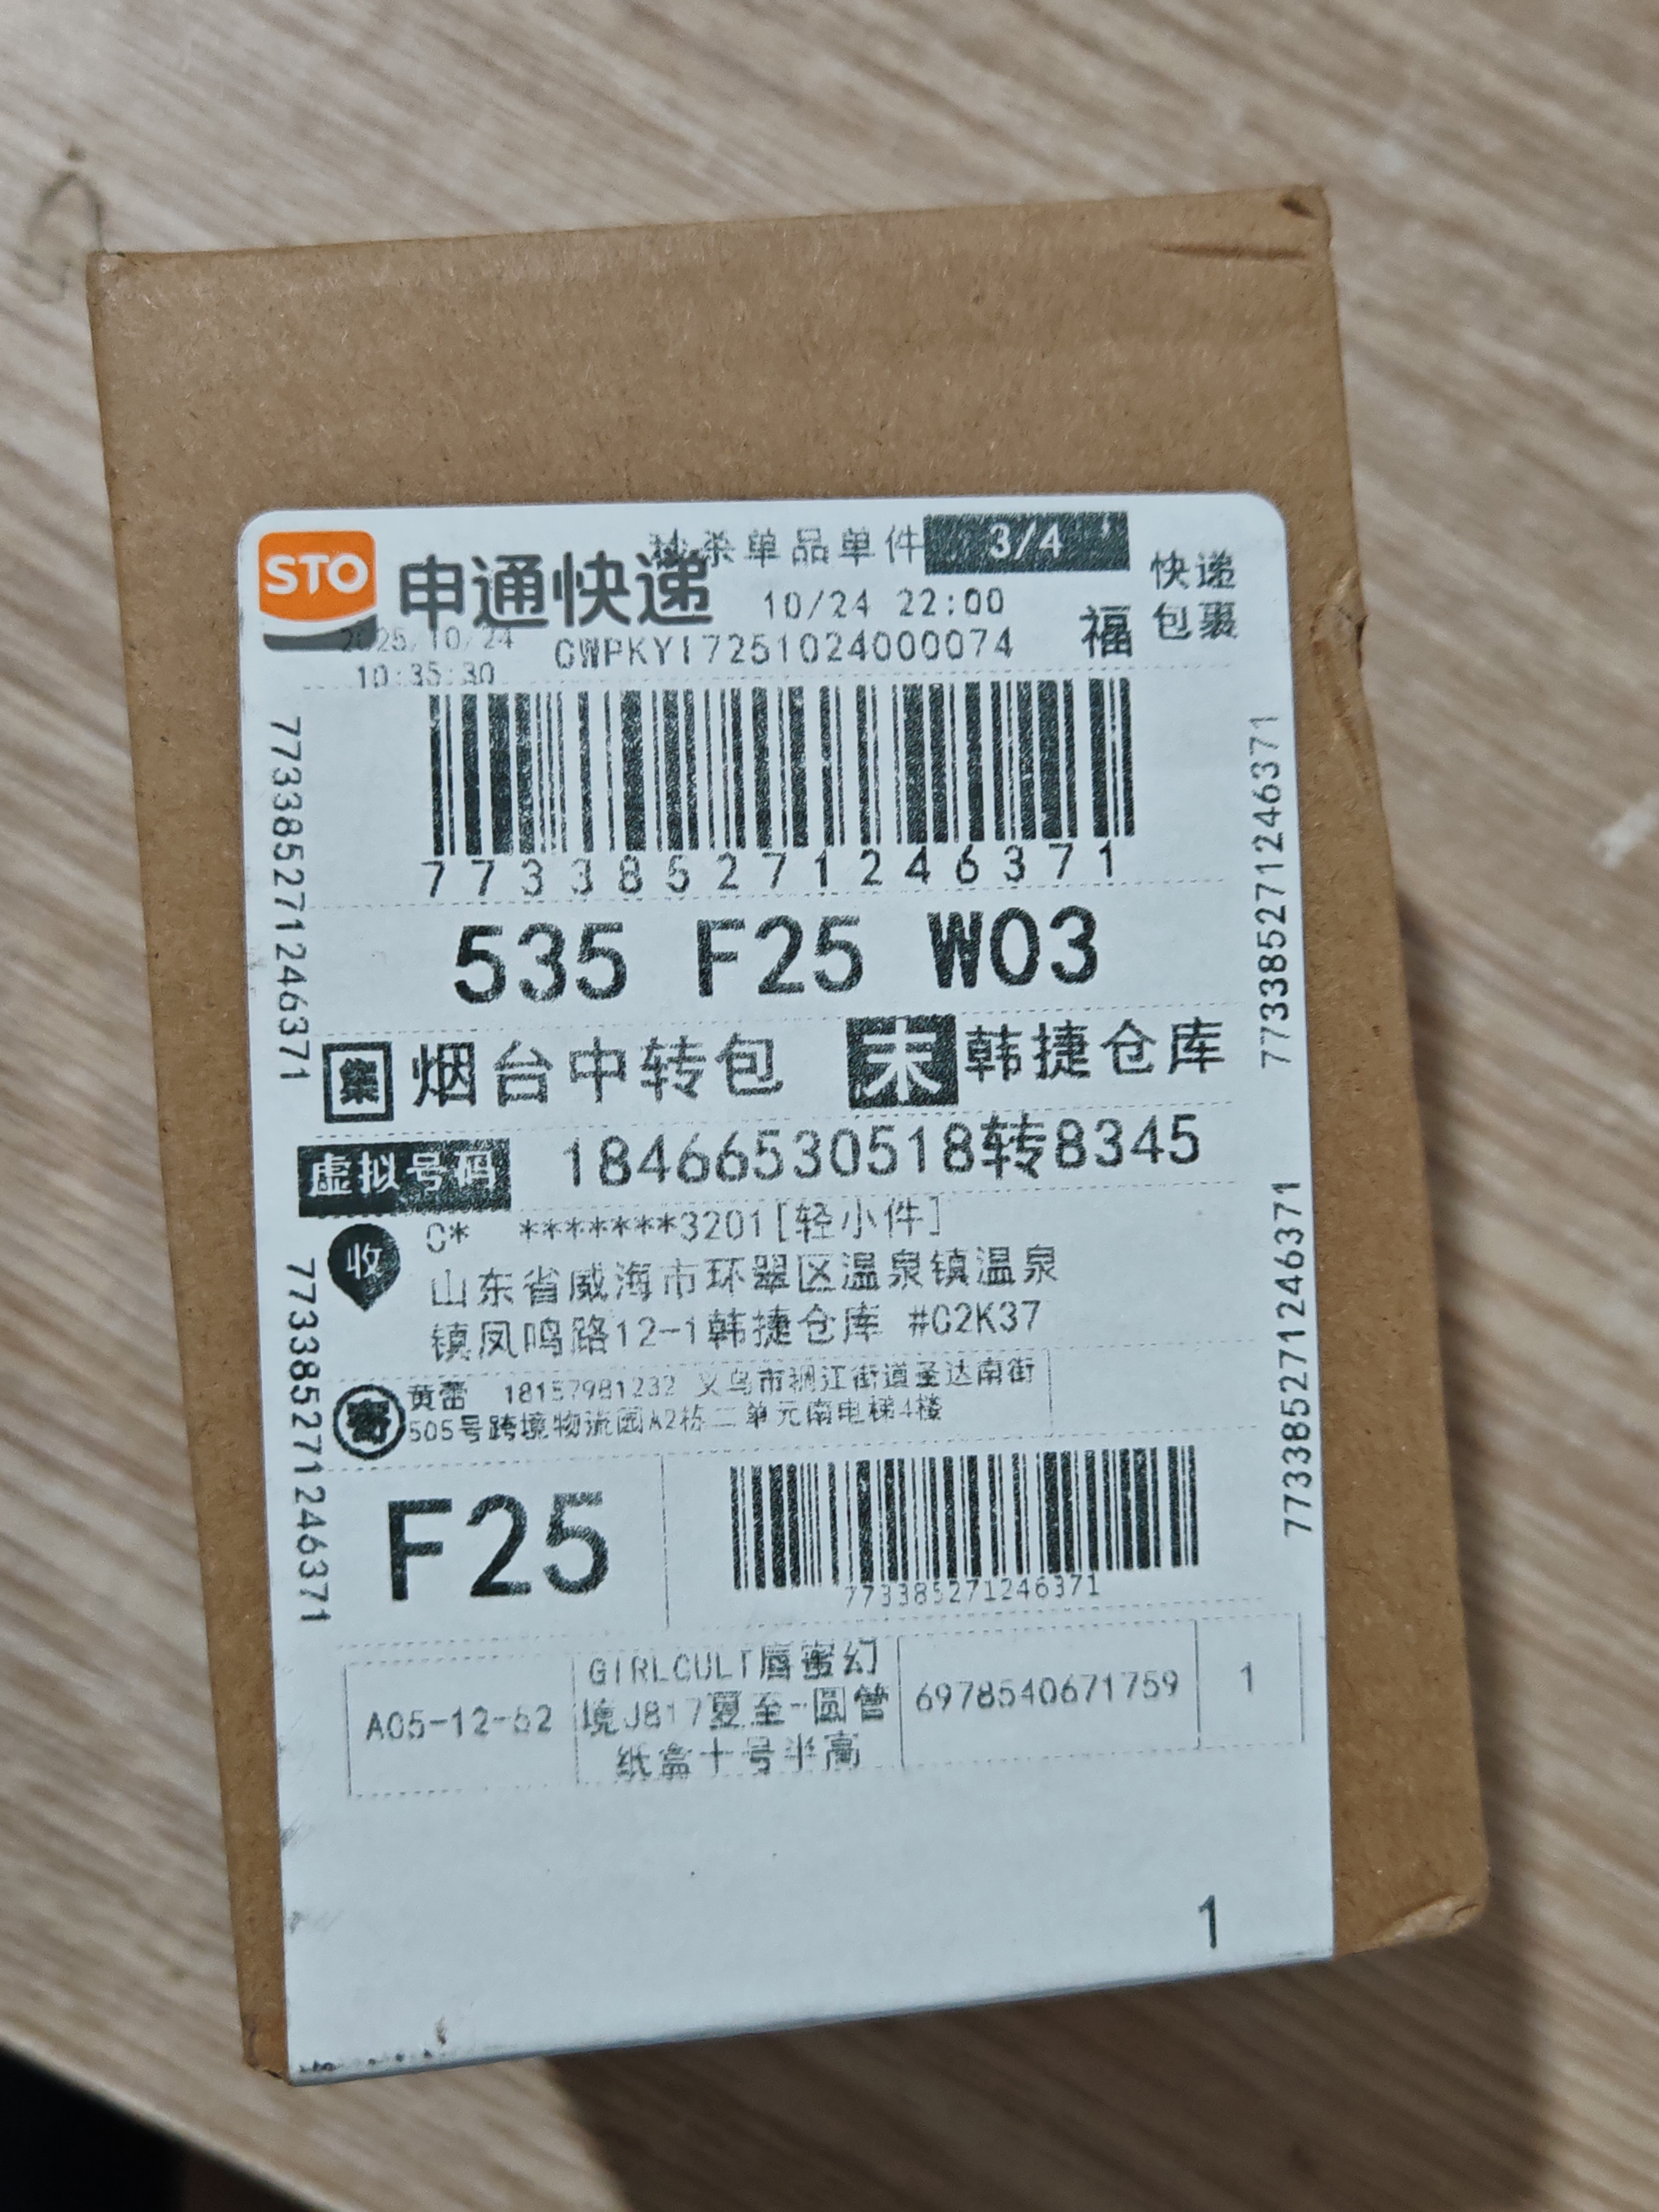 STO
申通快递
秒杀单品单件
3/4
快递
包裹
福
10/24 22:00
2025/10/24
10:35:30
CWPKYI7251024000074
773385271246371
773385271246371
773385271246371
535 F25 W03
集 烟台中转包
末 韩捷仓库
虚拟号码 18466530518转8345
收
C* *******3201[轻小件]
山东省威海市环翠区温泉镇温泉
镇凤鸣路12-1韩捷仓库 #C2K37
寄
黄蕾 18157981232 义乌市稠江街道圣达南街
505号跨境物流园A2栋二单元南电梯4楼
773385271246371
773385271246371
F25
773385271246371
A05-12-52
GIRLCULT唇蜜幻
境J817夏至-圆管
纸盒十号半高
6978540671759
1
1